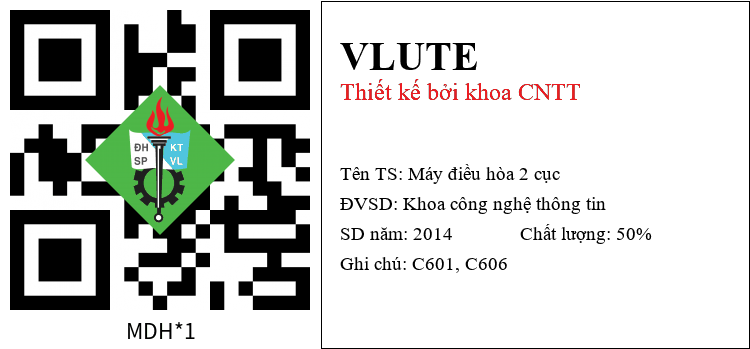 ĐH KT
SP VL
MDH*1
VLUTE
Thiết kế bởi khoa CNTT
Tên TS: Máy điều hòa 2 cục
ĐVSD: Khoa công nghệ thông tin
SD năm: 2014 Chất lượng: 50%
Ghi chú: C601, C606